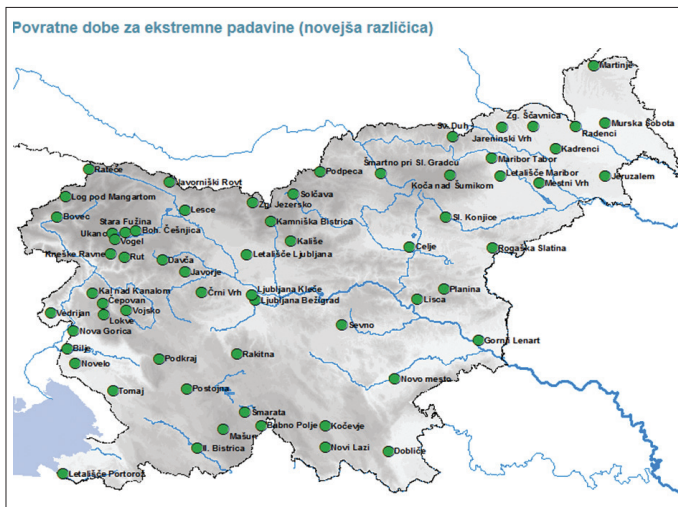 Povratne dobe za ekstremne padavine (novejša različica)
Martinje
Zg. Ščavnica
Sv. Duh
Murska Sobota
Radenci
Jareninski Vrh
Kadrenci
Maribor Tabor
Šmartno pri Sl. Gradcu
Podpeca
Rateče
Letališče Maribor
Jeruzalem
Koča nad Šumikom
Mestni Vrh
Javorniški Rovt
Solčava
Log pod Mangartom
Zg. Jezersko
Lesce
Bovec
Kamniška Bistrica
Sl. Konjice
Stara Fužina
Boh. Češnjica
Ukanc
Vogel
Kališe
Celje
Rogaška Slatina
Kneške Ravne
Rut
Davča
Letališče Ljubljana
Javorje
Planina
Kal nad Kanalom
Črni Vrh
Ljubljana Kleče
Ljubljana Bežigrad
Lisca
Čepovan
Vojsko
Vedrijan
Lokve
Sevno
Nova Gorica
Gornji Lenart
Bilje
Rakitna
Podkraj
Novelo
Novo mesto
Tomaj
Postojna
Šmarata
Babno Polje
Kočevje
Mašun
Il. Bistrica
Novi Lazi
Dobliče
Letališče Portorož